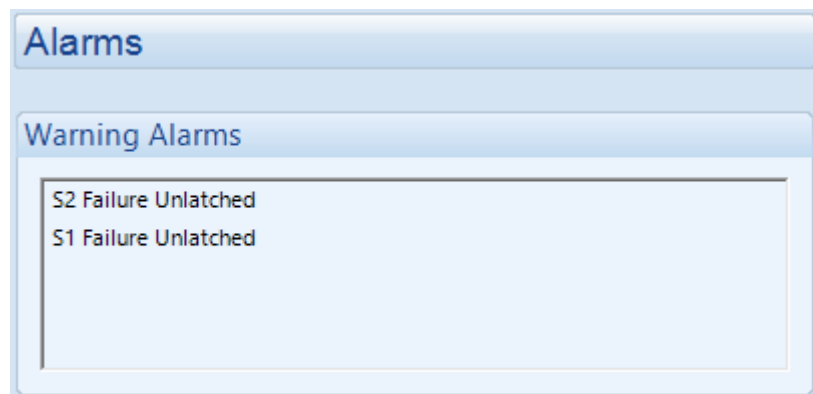 Alarms
Warning Alarms
S2 Failure Unlatched
S1 Failure Unlatched